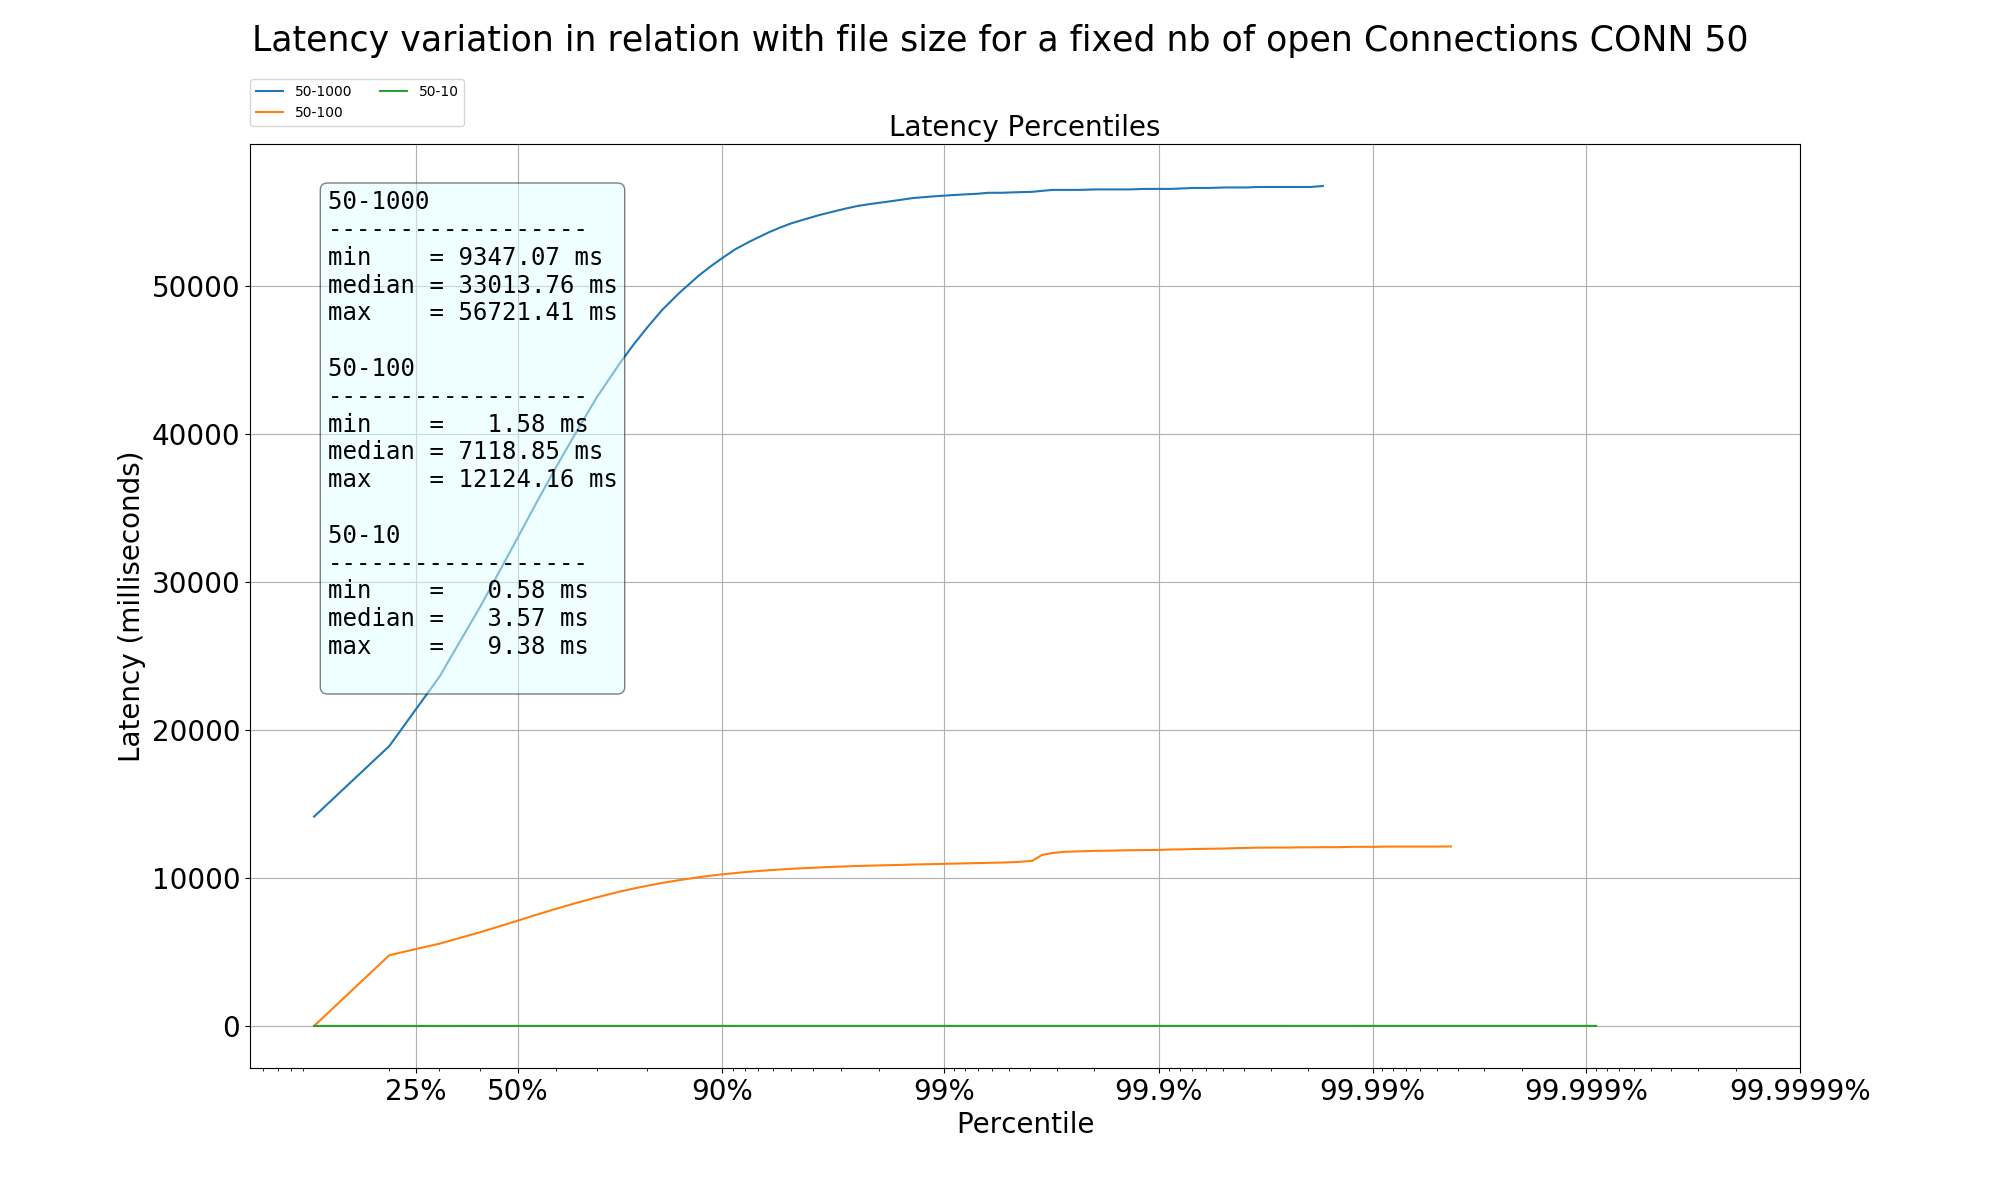 Latency variation in relation with file size for a fixed nb of open Connections CONN 50
50-1000
50-10
50-100
Latency Percentiles
50-1000
------------------
min    = 9347.07 ms
median = 33013.76 ms
max    = 56721.41 ms
50-100
------------------
min    =   1.58 ms
median = 7118.85 ms
max    = 12124.16 ms
50-10
------------------
min    =   0.58 ms
median =   3.57 ms
max    =   9.38 ms
50000
40000
30000
20000
10000
0
Latency (milliseconds)
25% 50% 90% 99% 99.9% 99.99% 99.999% 99.9999%
Percentile